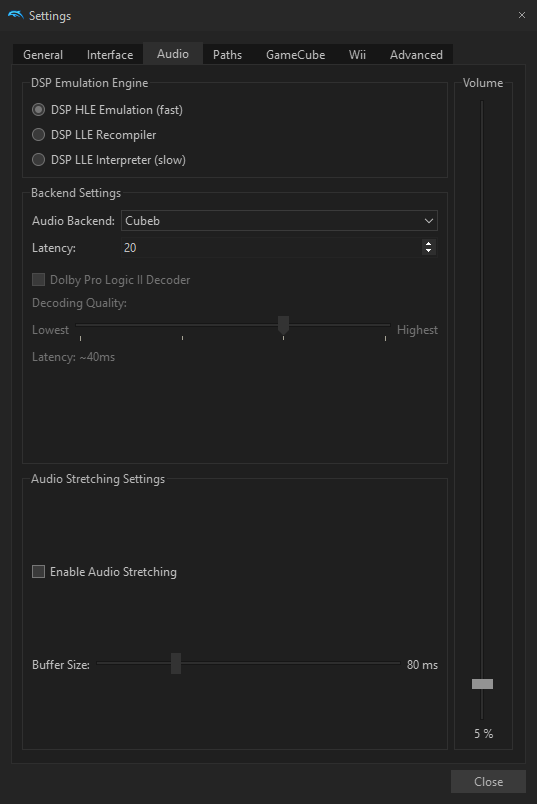 Settings
General Interface Audio Paths GameCube Wii Advanced
DSP Emulation Engine
DSP HLE Emulation (fast)
DSP LLE Recompiler
DSP LLE Interpreter (slow)
Backend Settings
Audio Backend: Cubeb
Latency: 20
Dolby Pro Logic II Decoder
Decoding Quality:
Lowest Highest
Latency: ~40ms
Audio Stretching Settings
Enable Audio Stretching
Buffer Size: 80 ms
Volume
5 %
Close